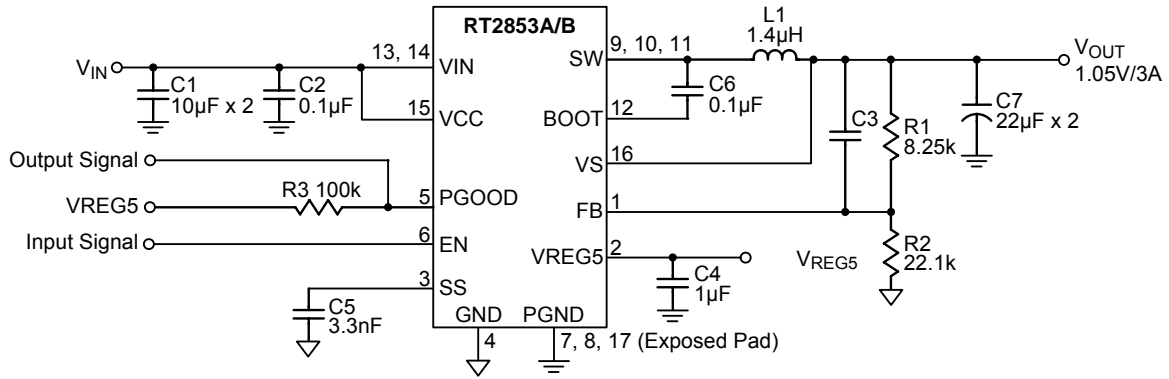 RT2853A/B
VIN
13, 14
VIN
C1
10µF x 2
C2
0.1µF
15
VCC
Output Signal
VREG5
R3 100k
5
PGOOD
Input Signal
6
EN
3
SS
C5
3.3nF
GND
4
PGND
7, 8, 17 (Exposed Pad)
SW
9, 10, 11
L1
1.4µH
C6
0.1µF
BOOT
12
VS
16
FB
1
VREG5
2
C4
1µF
VREG5
C3
R1
8.25k
R2
22.1k
C7
22µF x 2
VOUT
1.05V/3A